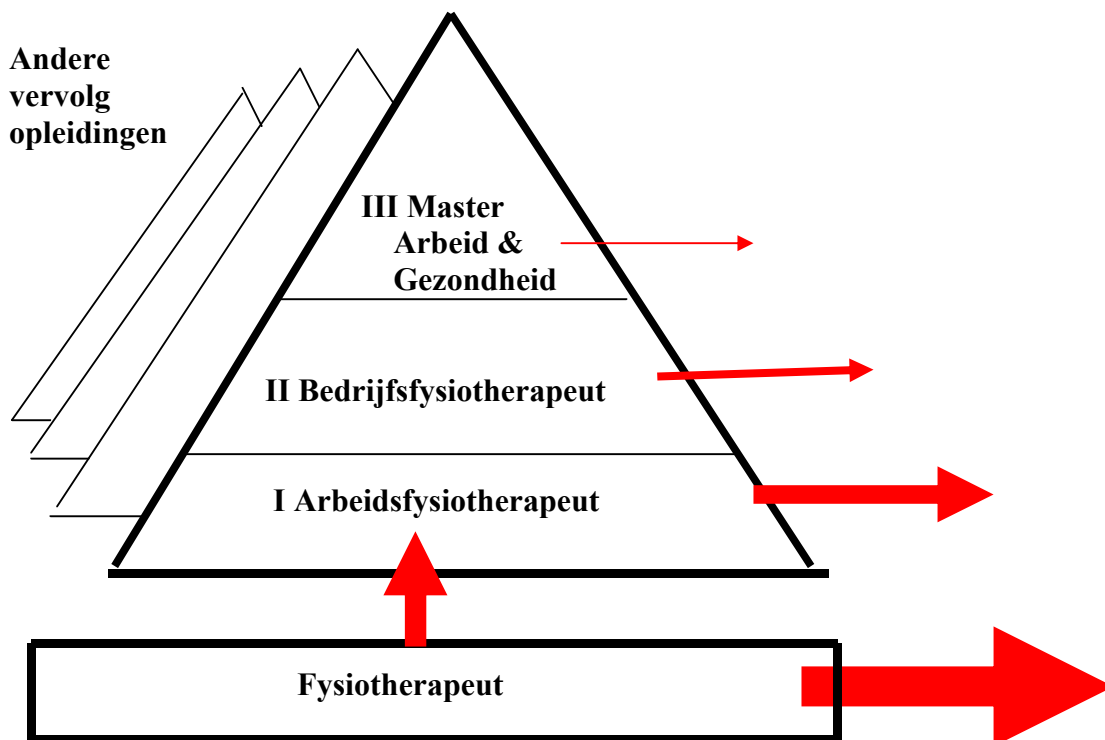 Andere
vervolg
opleidingen
III Master
Arbeid &
Gezondheid
II Bedrijfsfysiotherapeut
I Arbeidsfysiotherapeut
Fysiotherapeut